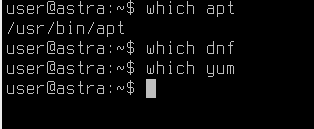 user@astra:~$ which apt
/usr/bin/apt
user@astra:~$ which dnf
user@astra:~$ which yum
user@astra:~$